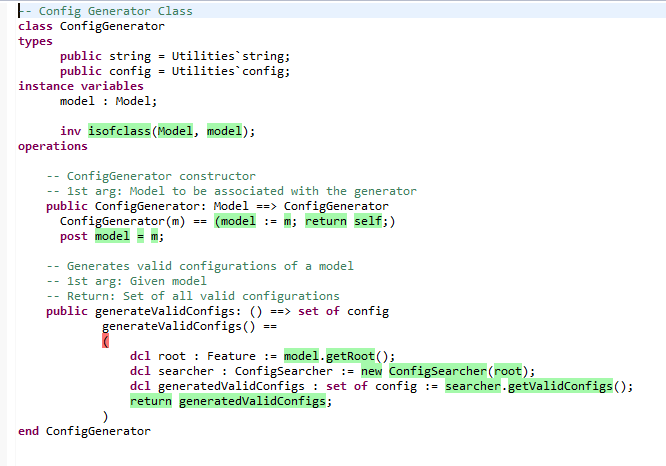 -- Config Generator Class
class ConfigGenerator
types
public string = Utilities`string;
public config = Utilities`config;
instance variables
model : Model;
inv isofclass(Model, model);
operations
-- ConfigGenerator constructor
-- 1st arg: Model to be associated with the generator
public ConfigGenerator: Model ==> ConfigGenerator
ConfigGenerator(m) == (model := m; return self;)
post model = m;
-- Generates valid configurations of a model
-- 1st arg: Given model
-- Return: Set of all valid configurations
public generateValidConfigs: () ==> set of config
generateValidConfigs() ==
(
dcl root : Feature := model.getRoot();
dcl searcher : ConfigSearcher := new ConfigSearcher(root);
dcl generatedValidConfigs : set of config := searcher.getValidConfigs();
return generatedValidConfigs;
)
end ConfigGenerator